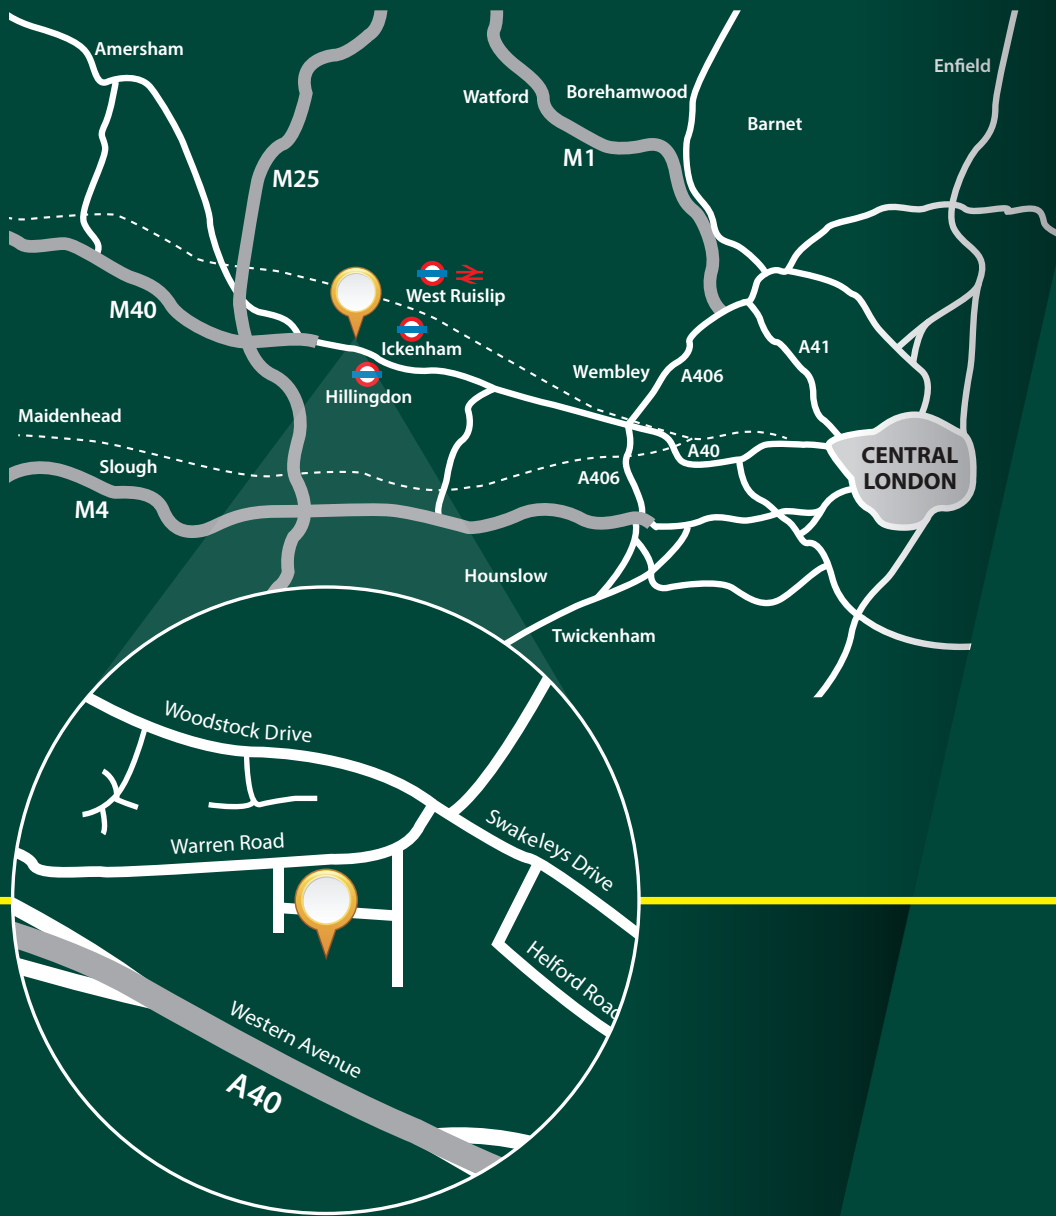 Amersham
Enfield
Watford
Borehamwood
Barnet
M1
M25
West Ruislip
M40
Ickenham
A41
Wembley
A406
Hillingdon
Maidenhead
A40
CENTRAL
LONDON
Slough
A406
M4
Hounslow
Twickenham
Woodstock Drive
Swakeleys Drive
Warren Road
Helford Road
Western Avenue
A40